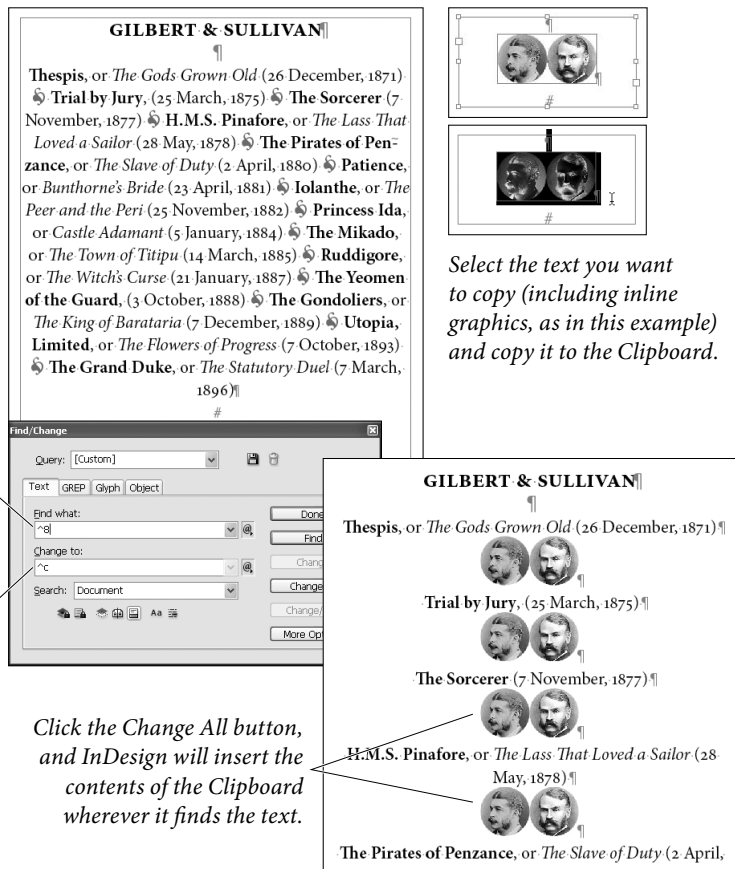 GILBERT & SULLIVAN¶
¶
Thespis, or The Gods Grown Old (26 December, 1871)
Trial by Jury, (25 March, 1875) The Sorcerer (7
November, 1877) H.M.S. Pinafore, or The Lass That
Loved a Sailor (28 May, 1878) The Pirates of Pen-
zance, or The Slave of Duty (2 April, 1880) Patience,
or Bunthorne's Bride (23 April, 1881) Iolanthe, or The
Peer and the Peri (25 November, 1882) Princess Ida,
or Castle Adamant (5 January, 1884) The Mikado,
or The Town of Titipu (14 March, 1885) Ruddigore,
or The Witch's Curse (21 January, 1887) The Yeomen
of the Guard, (3 October, 1888) The Gondoliers, or
The King of Barataria (7 December, 1889) Utopia,
Limited, or The Flowers of Progress (7 October, 1893)
The Grand Duke, or The Statutory Duel (7 March,
1896)¶
#
¶
¶
#
¶
¶
#
Select the text you want
to copy (including inline
graphics, as in this example)
and copy it to the Clipboard.
Find/Change
Query: [Custom]
Text GREP Glyph Object
Find what:
^8
Change to:
^c
Search: Document
Done
Find
Chang
Change
Change/
More Opt
Click the Change All button,
and InDesign will insert the
contents of the Clipboard
wherever it finds the text.
GILBERT & SULLIVAN¶
¶
Thespis, or The Gods Grown Old (26 December, 1871)¶
¶
Trial by Jury, (25 March, 1875)¶
¶
The Sorcerer (7 November, 1877)¶
¶
H.M.S. Pinafore, or The Lass That Loved a Sailor (28
May, 1878)¶
¶
The Pirates of Penzance, or The Slave of Duty (2 April,